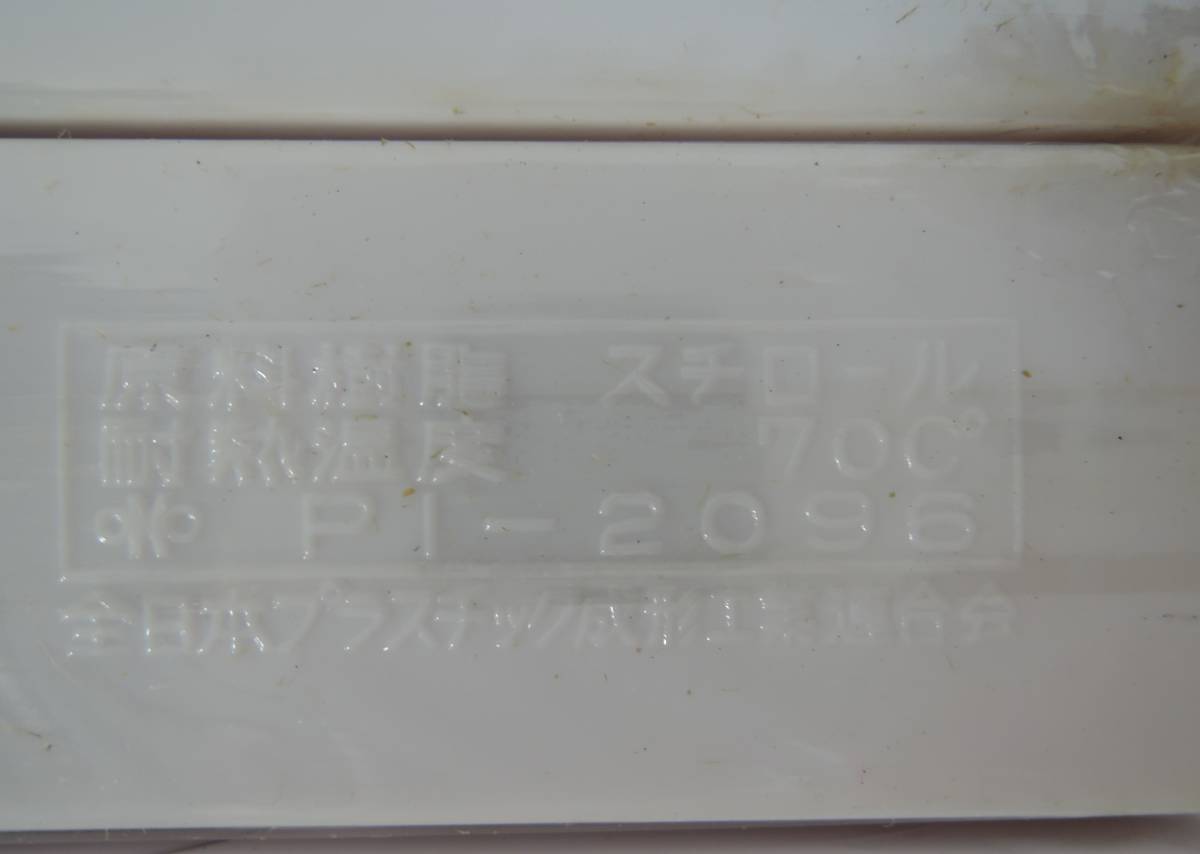 原料樹脂 スチロール
耐熱温度 70C°
PI-2096
全日本プラスチック成形工業連合会